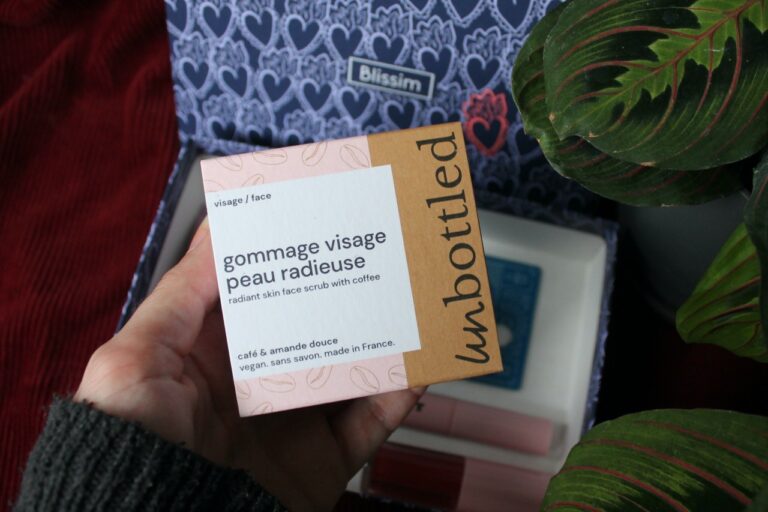 Blissim
visage / face
gommage visage
peau radieuse
radiant skin face scrub with coffee
café & amande douce
vegan. sans savon. made in France.
unbottled